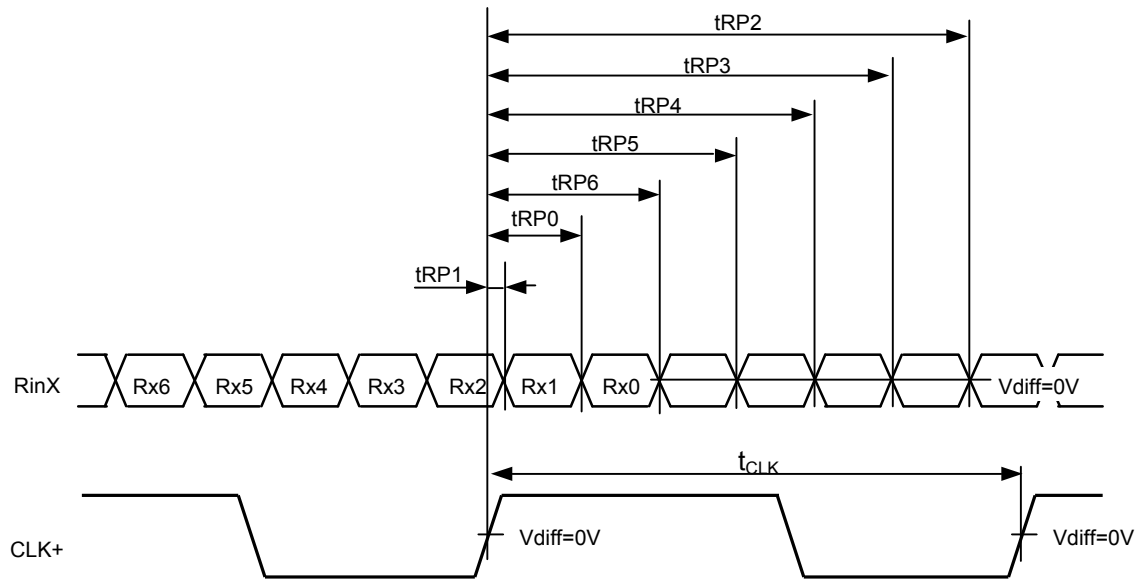 tRP2
tRP3
tRP4
tRP5
tRP6
tRP0
tRP1
RinX Rx6 Rx5 Rx4 Rx3 Rx2 Rx1 Rx0 Vdiff=0V
tCLK
CLK+ Vdiff=0V Vdiff=0V